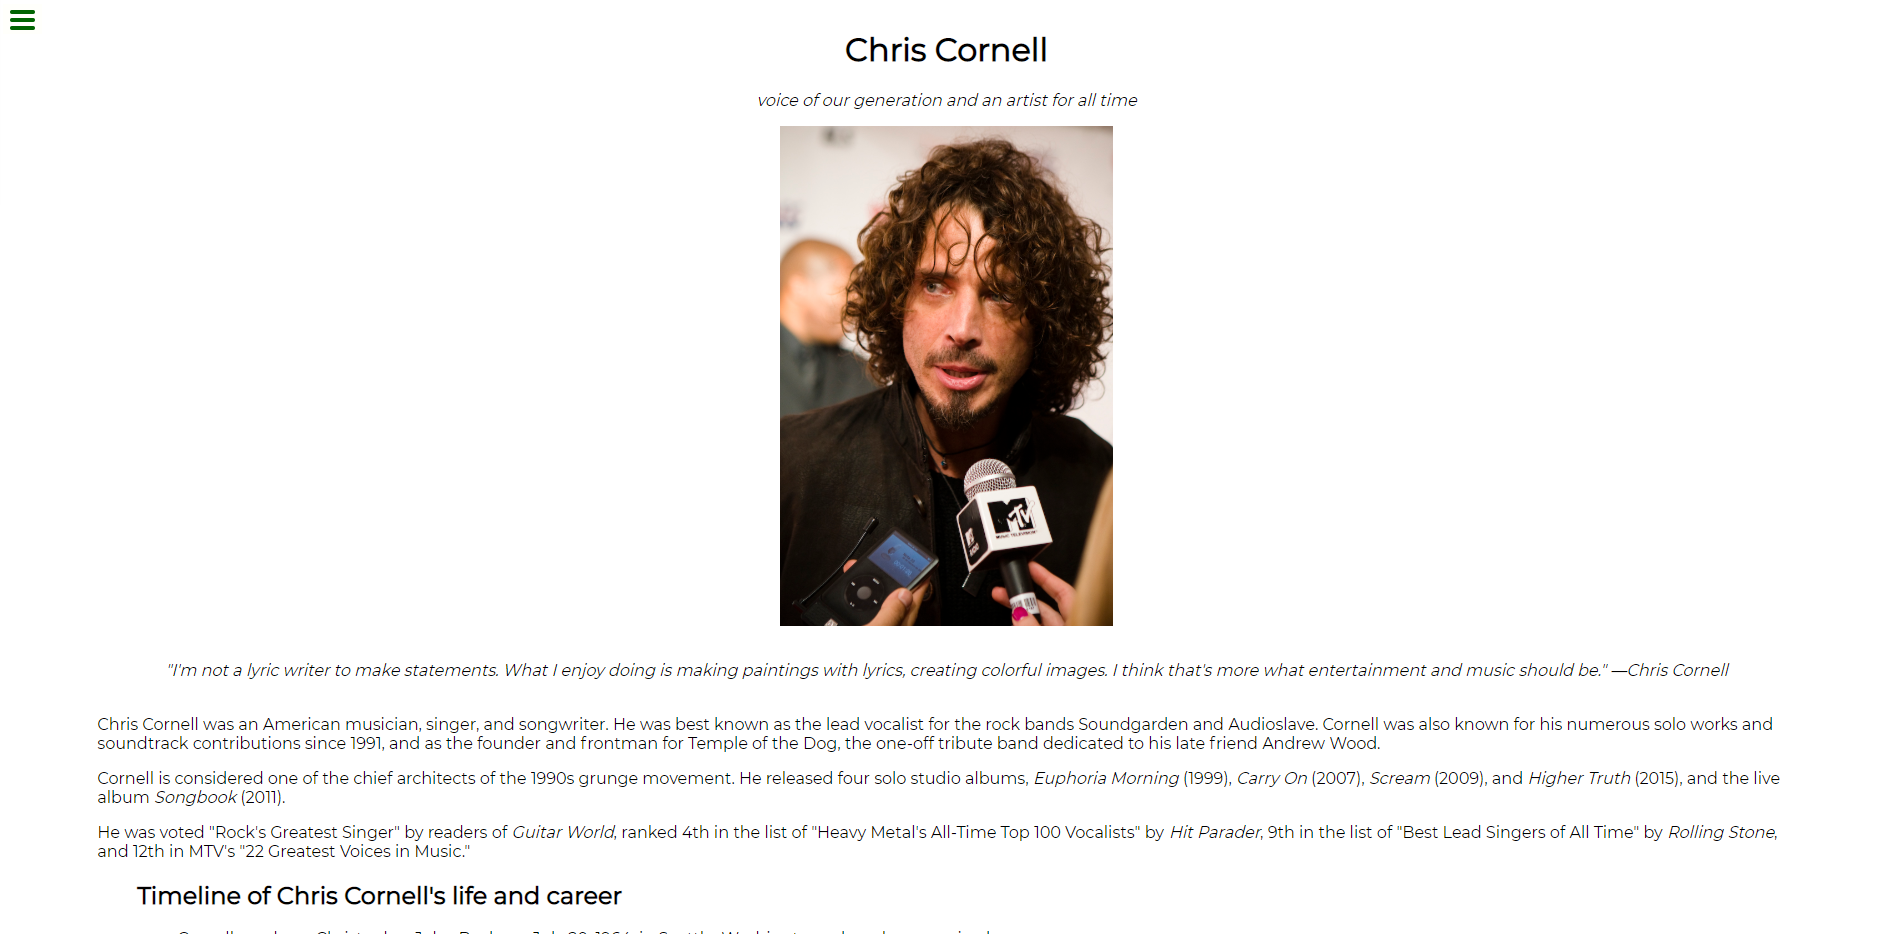 Chris Cornell
voice of our generation and an artist for all time
MUSIC TELEVISION
"I'm not a lyric writer to make statements. What I enjoy doing is making paintings with lyrics, creating colorful images. I think that's more what entertainment and music should be." —Chris Cornell
Chris Cornell was an American musician, singer, and songwriter. He was best known as the lead vocalist for the rock bands Soundgarden and Audioslave. Cornell was also known for his numerous solo works and
soundtrack contributions since 1991, and as the founder and frontman for Temple of the Dog, the one-off tribute band dedicated to his late friend Andrew Wood.
Cornell is considered one of the chief architects of the 1990s grunge movement. He released four solo studio albums, Euphoria Morning (1999), Carry On (2007), Scream (2009), and Higher Truth (2015), and the live
album Songbook (2011).
He was voted "Rock's Greatest Singer" by readers of Guitar World, ranked 4th in the list of "Heavy Metal's All-Time Top 100 Vocalists" by Hit Parader, 9th in the list of "Best Lead Singers of All Time" by Rolling Stone,
and 12th in MTV's "22 Greatest Voices in Music."
Timeline of Chris Cornell's life and career